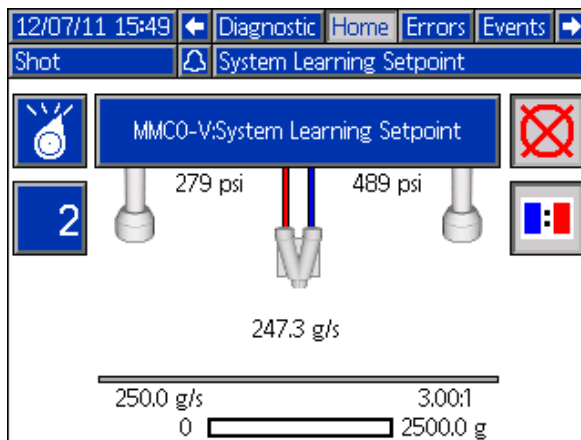 12/07/11 15:49 Diagnostic Home Errors Events
Shot System Learning Setpoint
MMC0-V:System Learning Setpoint
279 psi 489 psi
2
:
247.3 g/s
250.0 g/s 3.00:1
0 2500.0 g